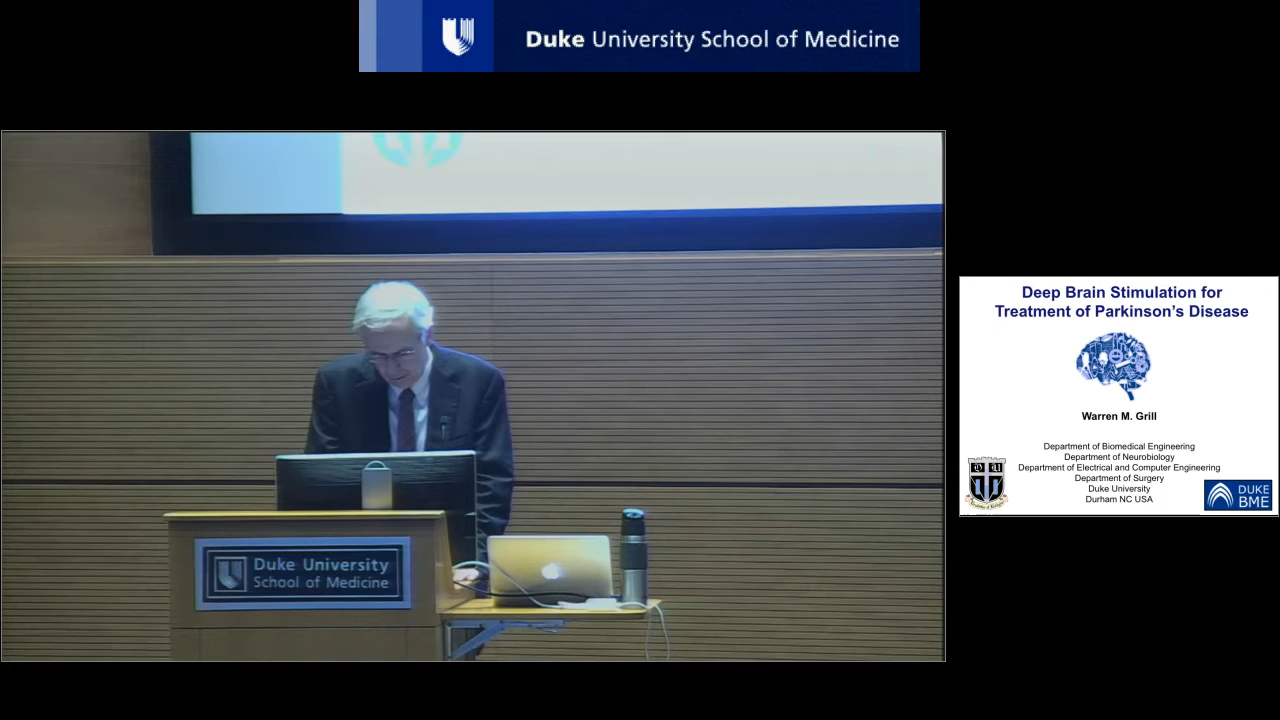 Duke University School of Medicine
Deep Brain Stimulation for
Treatment of Parkinson's Disease
Warren M. Grill
Department of Biomedical Engineering
Department of Neurobiology
Department of Electrical and Computer Engineering
Department of Surgery
Duke University
Durham NC USA
DUKE
BME
Duke University
School of Medicine